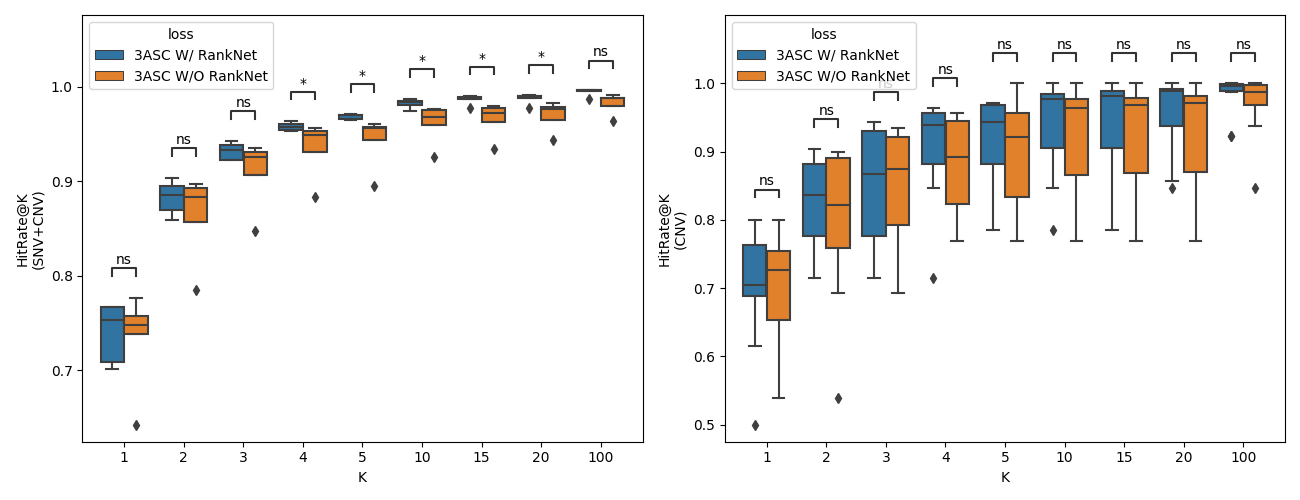 loss
3ASC W/ RankNet
3ASC W/O RankNet
ns
ns
ns
*
*
*
*
*
ns
1.0
0.9
0.8
0.7
HitRate@K
(SNV+CNV)
1 2 3 4 5 10 15 20 100
K
loss
3ASC W/ RankNet
3ASC W/O RankNet
ns
ns
ns
ns
ns
ns
ns
ns
ns
1.0
0.9
0.8
0.7
0.6
0.5
HitRate@K
(CNV)
1 2 3 4 5 10 15 20 100
K